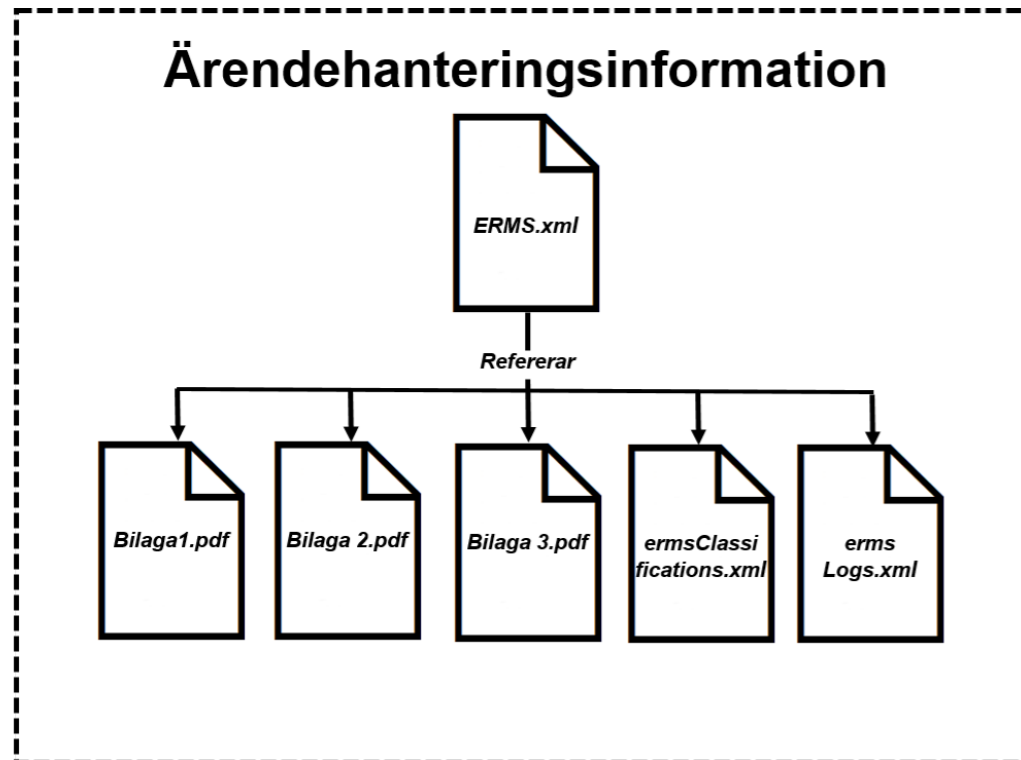 Ärendehanteringsinformation
ERMS.xml
Refererar
Bilaga1.pdf
Bilaga 2.pdf
Bilaga 3.pdf
ermsClassi
fications.xml
erms
Logs.xml